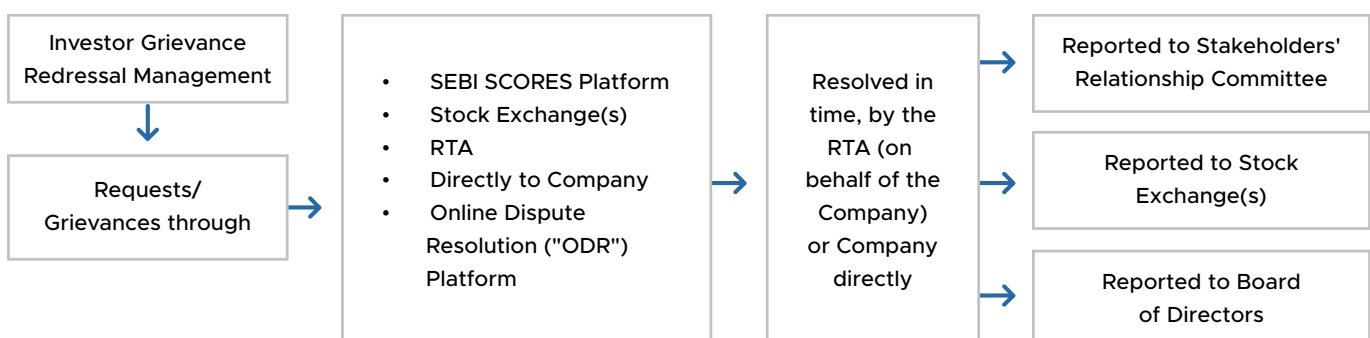 Investor Grievance
Redressal Management
Requests/
Grievances through
• SEBI SCORES Platform
• Stock Exchange(s)
• RTA
• Directly to Company
• Online Dispute
Resolution ("ODR")
Platform
Resolved in
time, by the
RTA (on
behalf of the
Company)
or Company
directly
Reported to Stakeholders'
Relationship Committee
Reported to Stock
Exchange(s)
Reported to Board
of Directors